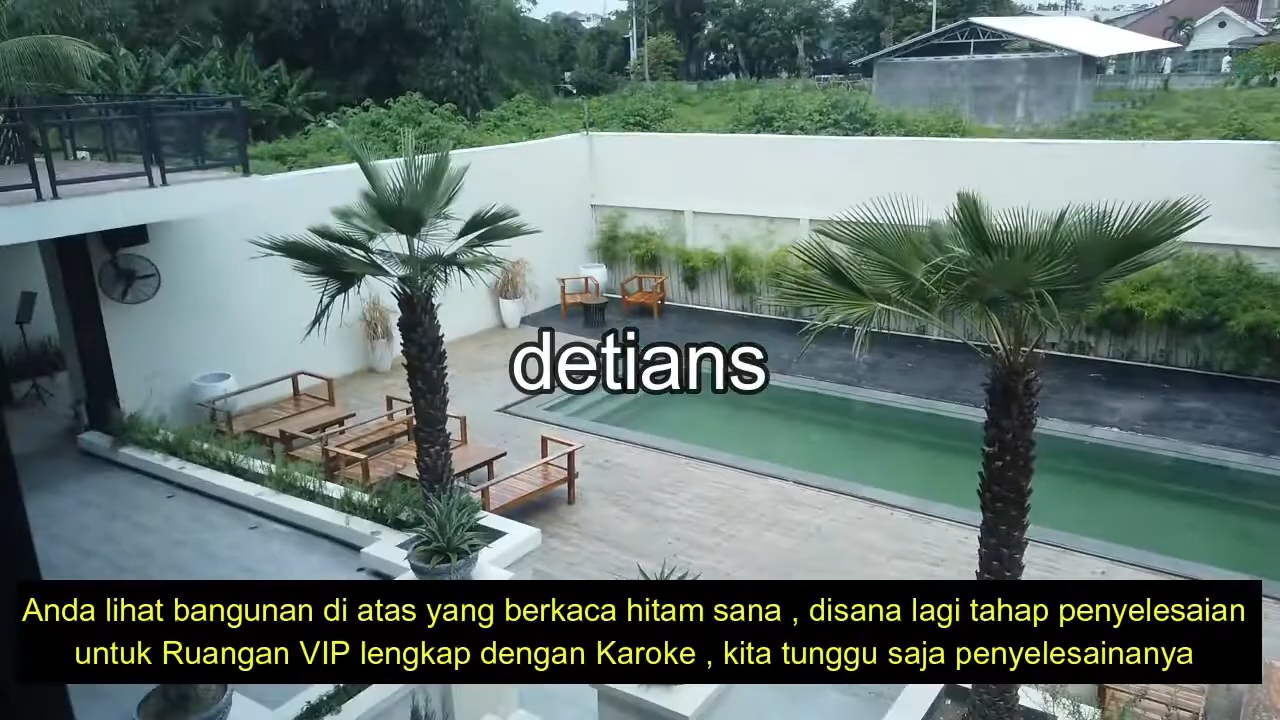 detians
Anda lihat bangunan di atas yang berkaca hitam sana , disana lagi tahap penyelesaian
untuk Ruangan VIP lengkap dengan Karoke , kita tunggu saja penyelesainanya